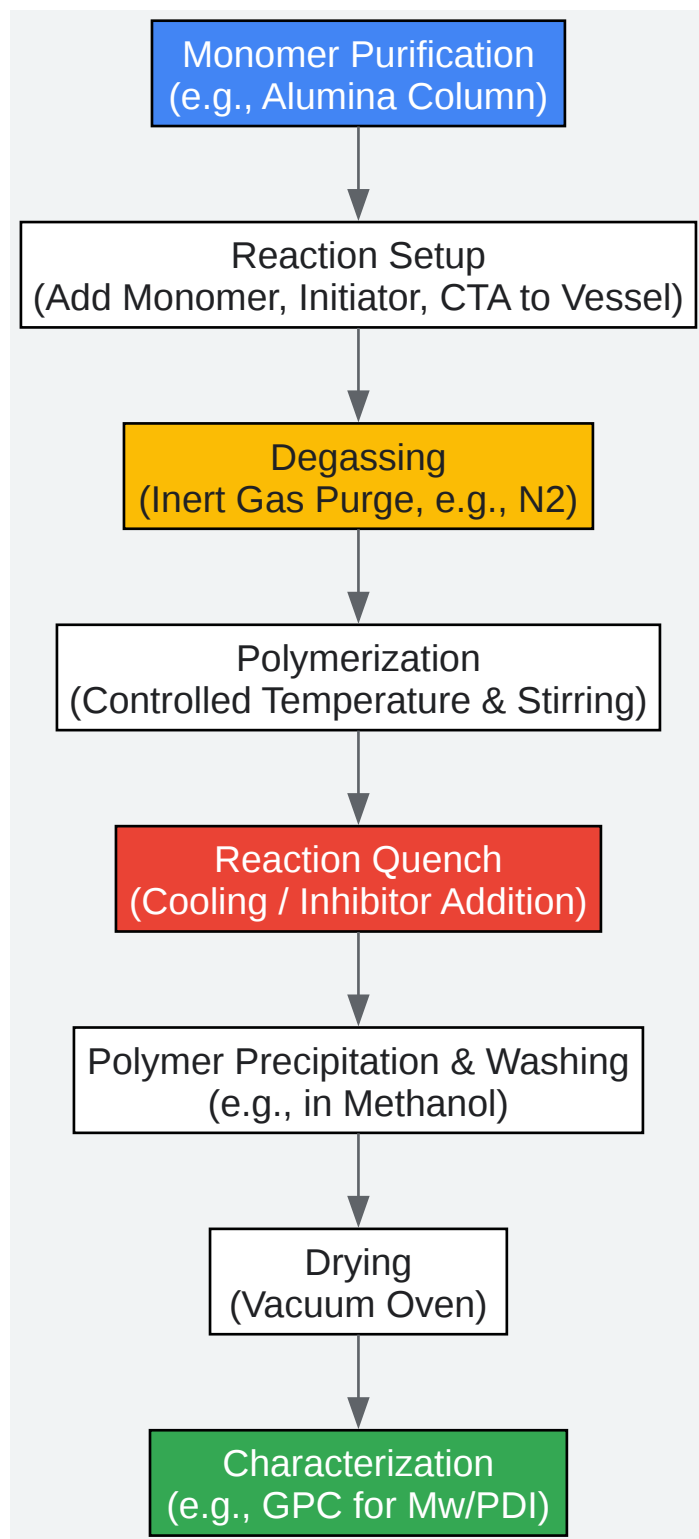 Monomer Purification
(e.g., Alumina Column)
Reaction Setup
(Add Monomer, Initiator, CTA to Vessel)
Degassing
(Inert Gas Purge, e.g., N2)
Polymerization
(Controlled Temperature & Stirring)
Reaction Quench
(Cooling / Inhibitor Addition)
Polymer Precipitation & Washing
(e.g., in Methanol)
Drying
(Vacuum Oven)
Characterization
(e.g., GPC for Mw/PDI)